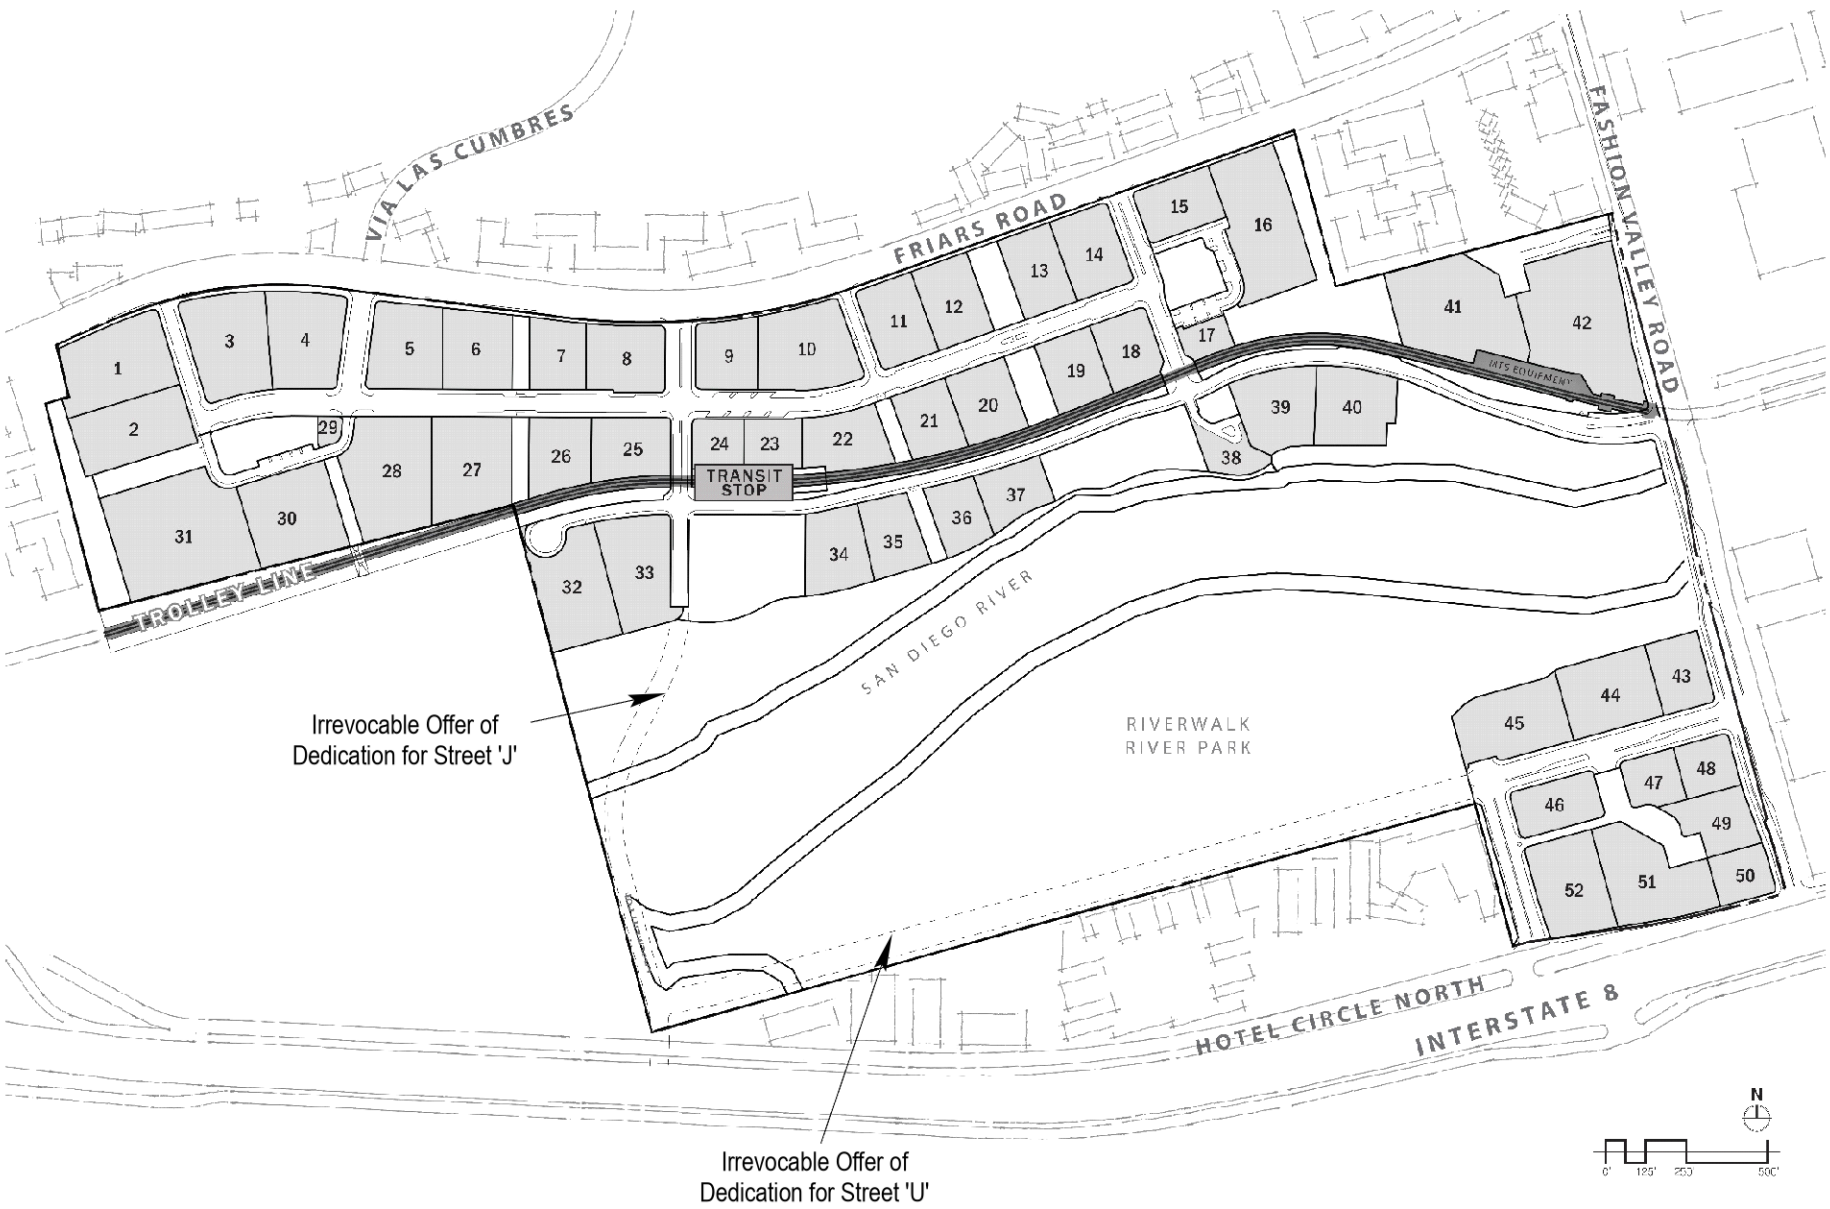 VIA LAS CUMBRES
FRIARS ROAD
FASHION VALLEY ROAD
1
2
3
4
5
6
7
8
9
10
11
12
13
14
15
16
17
18
19
20
21
22
23
24
25
26
27
28
29
30
31
32
33
34
35
36
37
38
39
40
41
42
MTS EQUIPMENT
TRANSIT
STOP
TROLLEY LINE
SAN DIEGO RIVER
RIVERWALK
RIVER PARK
43
44
45
46
47
48
49
50
51
52
Irrevocable Offer of
Dedication for Street 'J'
Irrevocable Offer of
Dedication for Street 'U'
HOTEL CIRCLE NORTH
INTERSTATE 8
N
0' 125' 250 500'